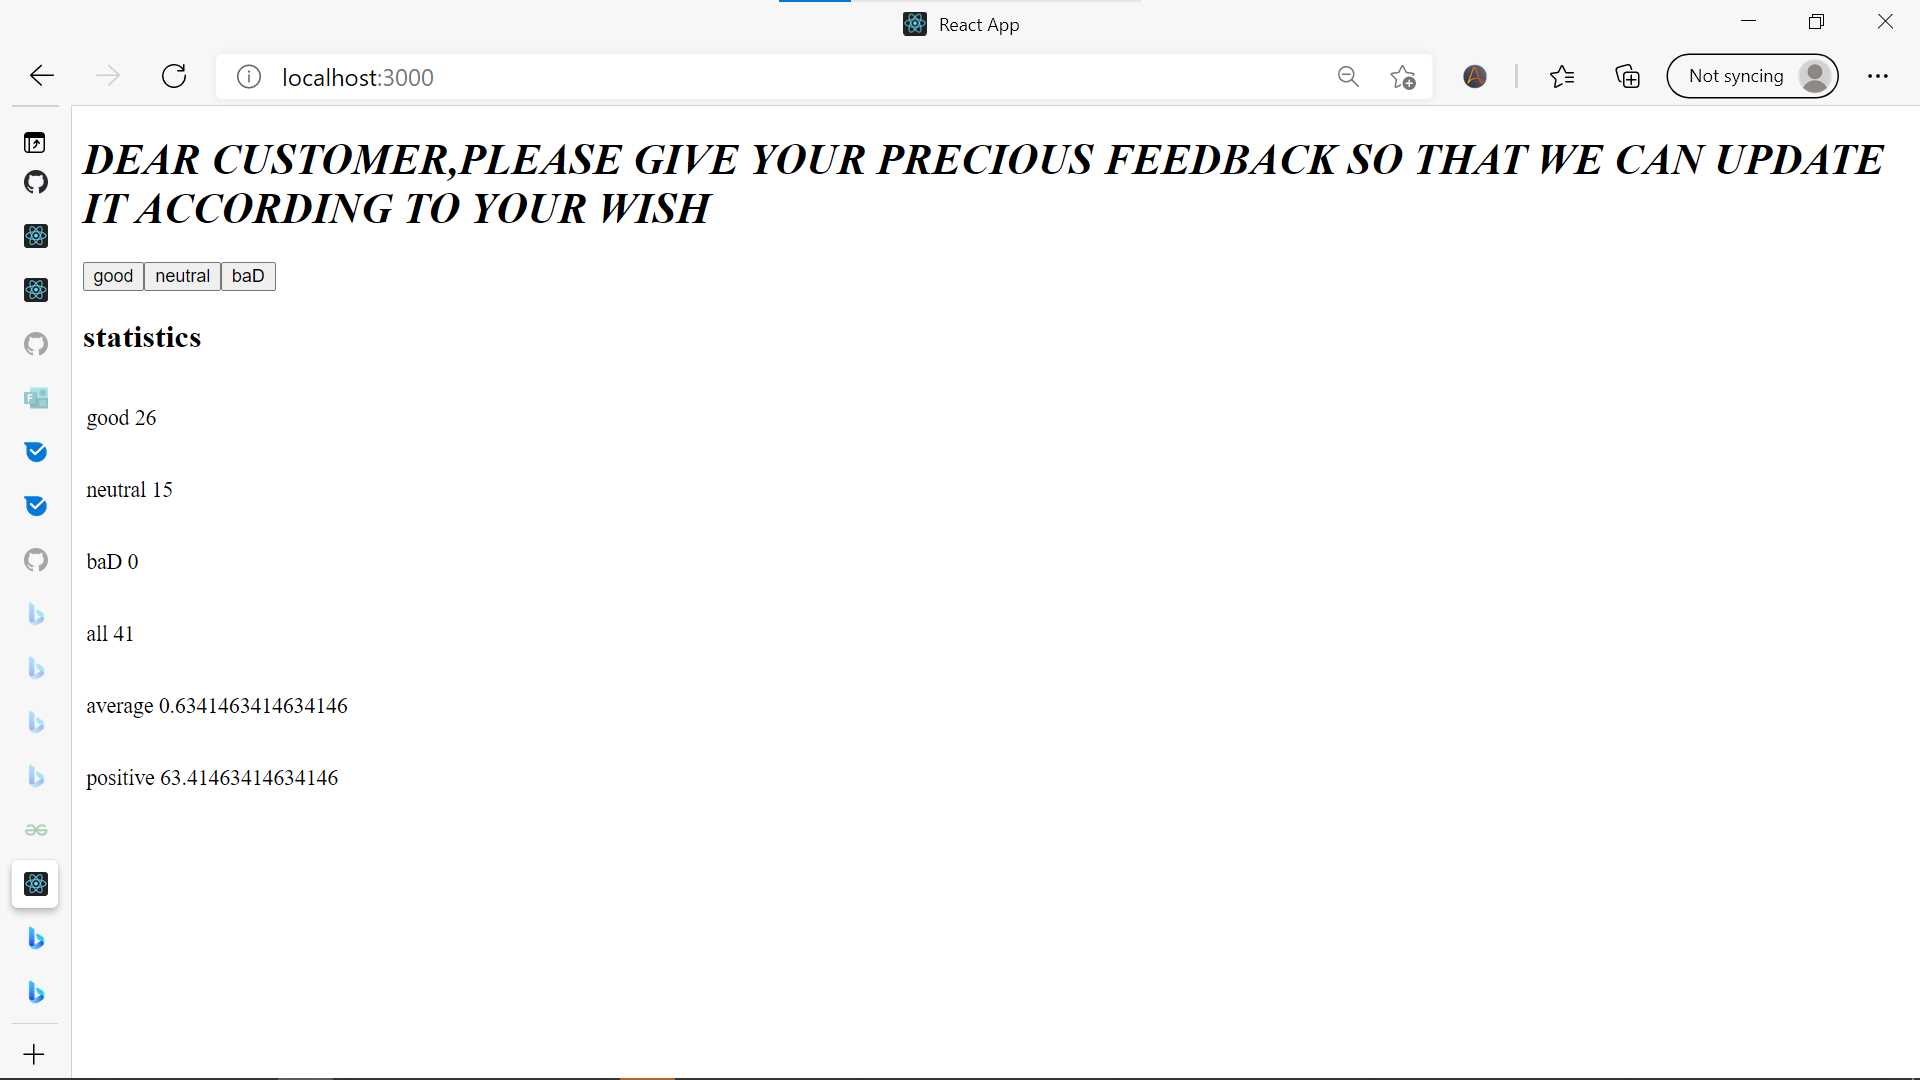 React App
localhost:3000
Not syncing
DEAR CUSTOMER,PLEASE GIVE YOUR PRECIOUS FEEDBACK SO THAT WE CAN UPDATE
IT ACCORDING TO YOUR WISH
good neutral baD
statistics
good 26
neutral 15
baD 0
all 41
average 0.6341463414634146
positive 63.41463414634146